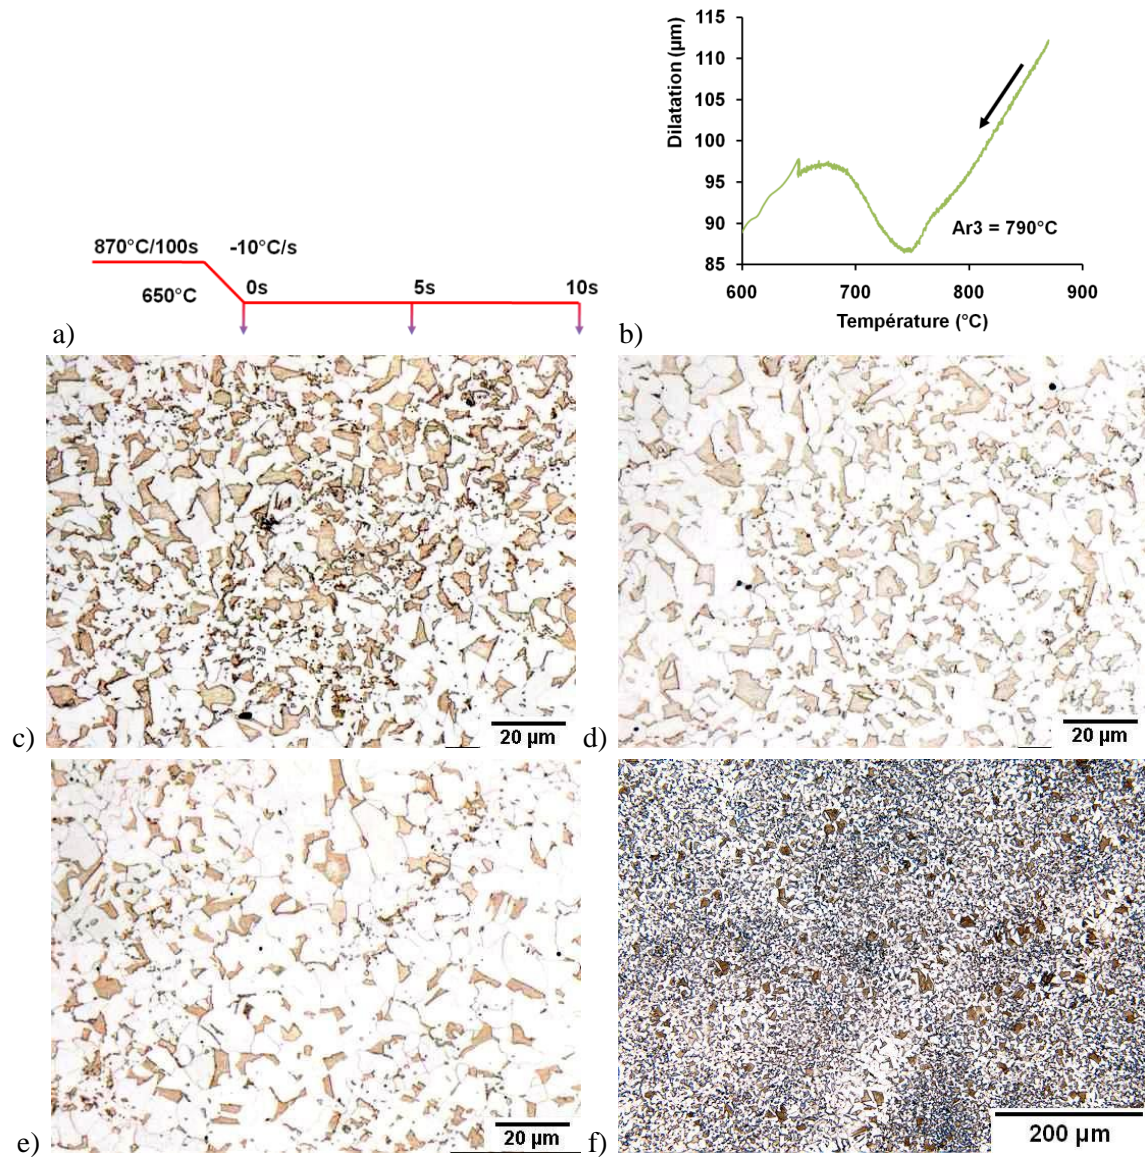 870°C/100s -10°C/s
650°C 0s 5s 10s
a)
Dilatation (µm)
115
110
105
100
95
90
85
Ar3 = 790°C
600 700 800 900
Température (°C)
b)
20 µm
c)
20 µm
d)
20 µm
e)
200 µm
f)